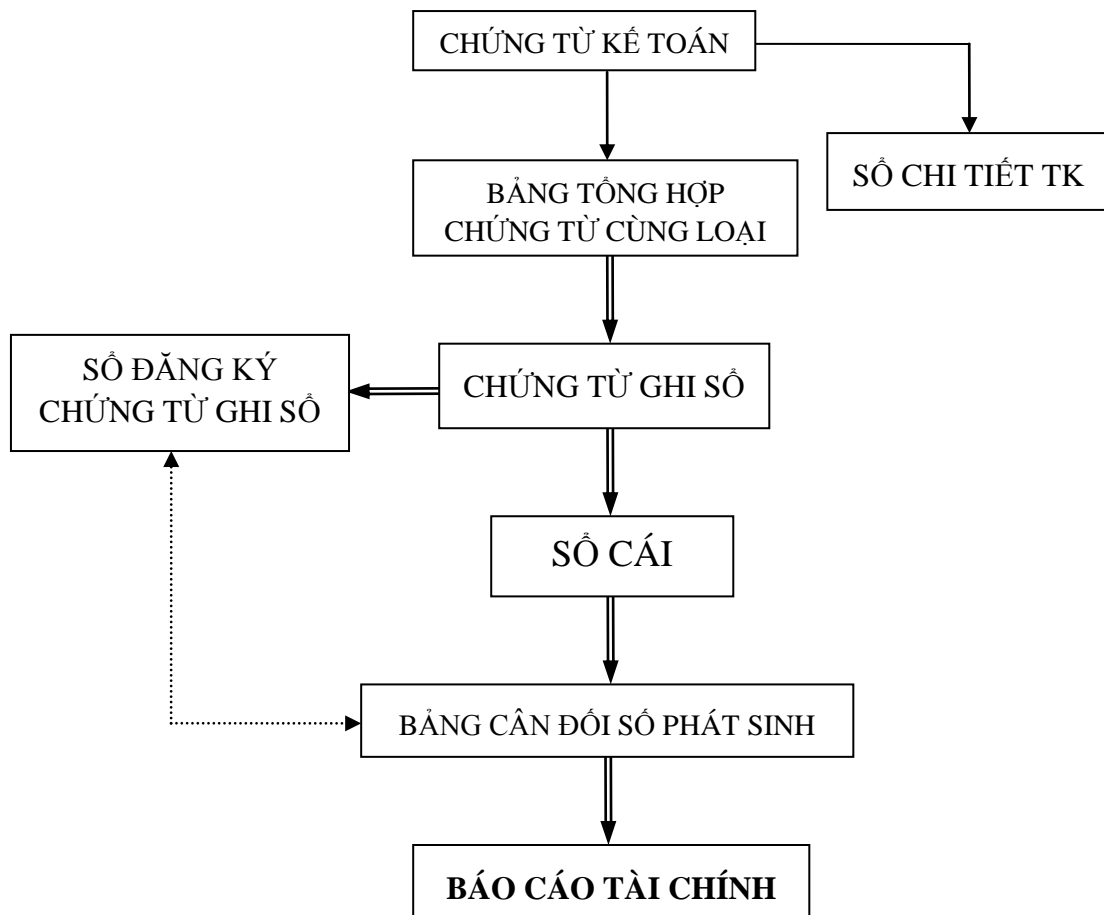 CHỨNG TỪ KẾ TOÁN
SỔ CHI TIẾT TK
BẢNG TỔNG HỢP
CHỨNG TỪ CÙNG LOẠI
SỔ ĐĂNG KÝ
CHỨNG TỪ GHI SỔ
CHỨNG TỪ GHI SỔ
SỔ CÁI
BẢNG CÂN ĐỐI SỐ PHÁT SINH
BÁO CÁO TÀI CHÍNH